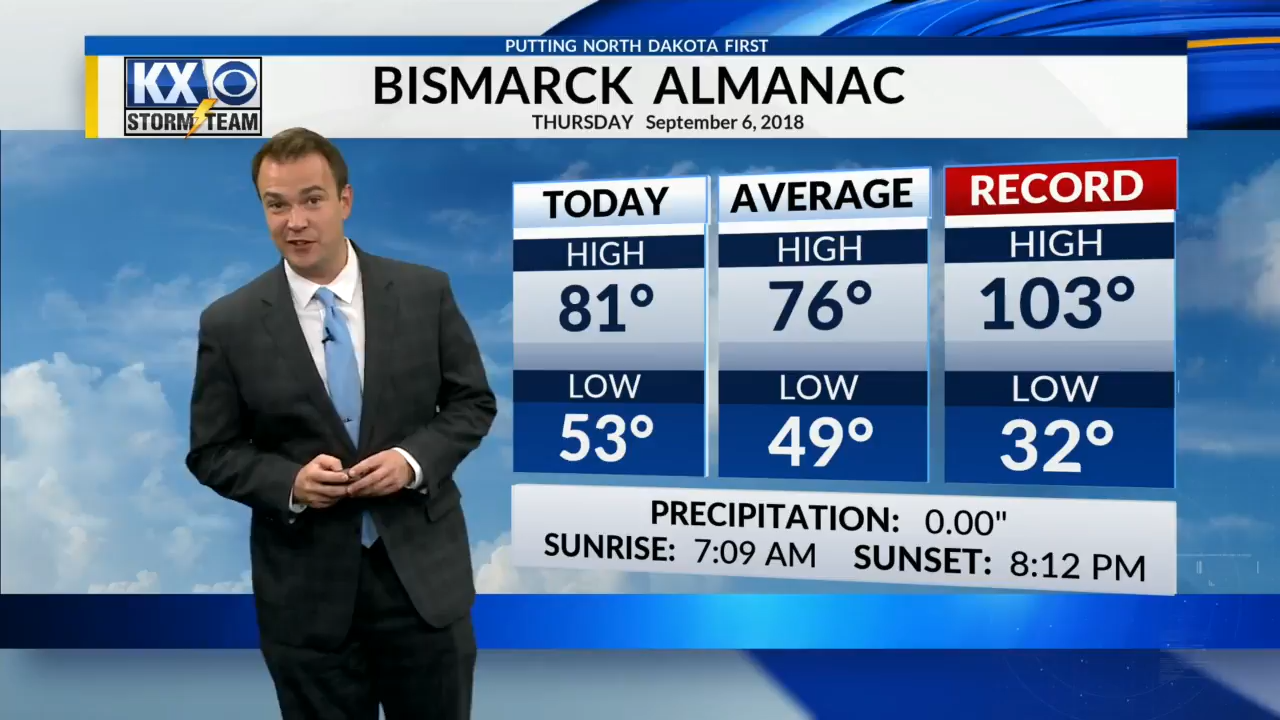 PUTTING NORTH DAKOTA FIRST
KX
STORM TEAM
BISMARCK ALMANAC
THURSDAY September 6, 2018
TODAY
HIGH
81°
LOW
53°
AVERAGE
HIGH
76°
LOW
49°
RECORD
HIGH
103°
LOW
32°
PRECIPITATION: 0.00"
SUNRISE: 7:09 AM SUNSET: 8:12 PM